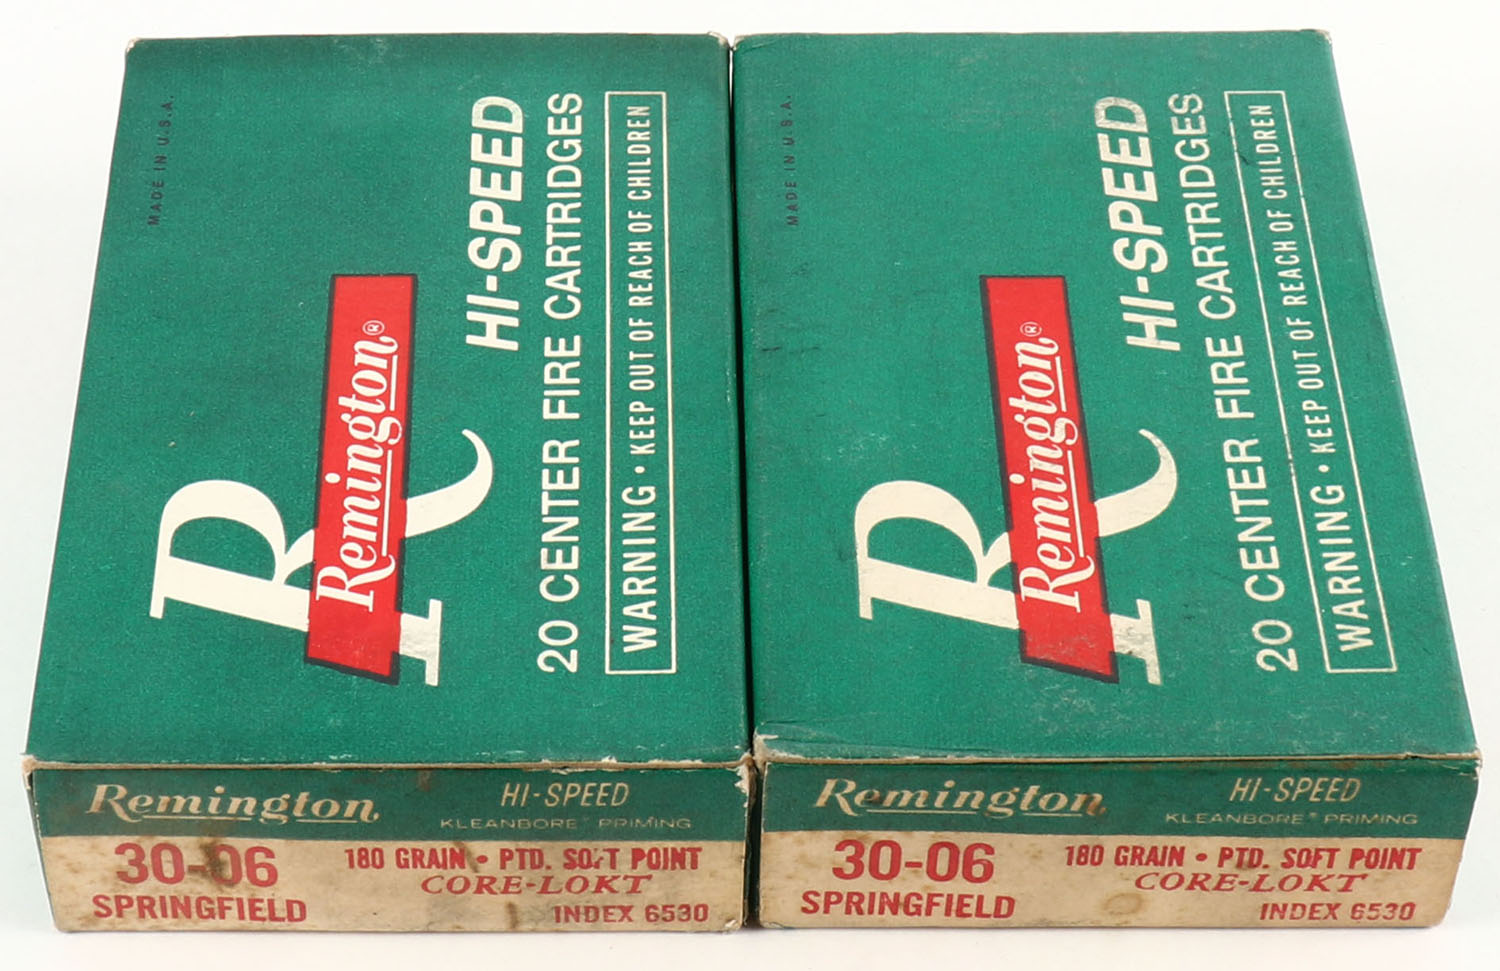 MADE IN U.S.A.
R
Remington®
HI-SPEED
20 CENTER FIRE CARTRIDGES
WARNING • KEEP OUT OF REACH OF CHILDREN
Remington
HI-SPEED
KLEANBORE PRIMING
30-06
SPRINGFIELD
180 GRAIN • PTD. SOFT POINT
CORE-LOKT
INDEX 6530
MADE IN U.S.A.
R
Remington®
HI-SPEED
20 CENTER FIRE CARTRIDGES
WARNING • KEEP OUT OF REACH OF CHILDREN
Remington
HI-SPEED
KLEANBORE PRIMING
30-06
SPRINGFIELD
180 GRAIN • PTD. SOFT POINT
CORE-LOKT
INDEX 6530